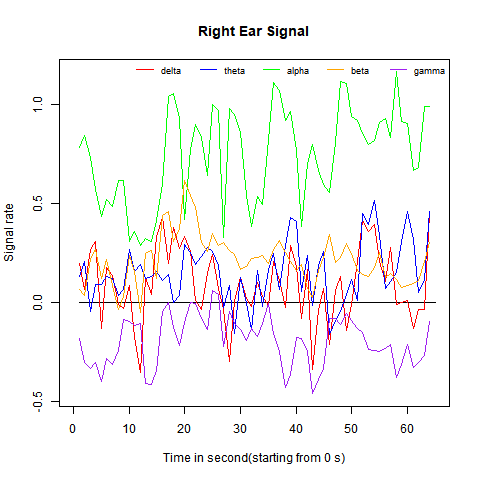 Right Ear Signal
delta theta alpha beta gamma
Signal rate
1.0
0.5
0.0
-0.5
0 10 20 30 40 50 60
Time in second(starting from 0 s)